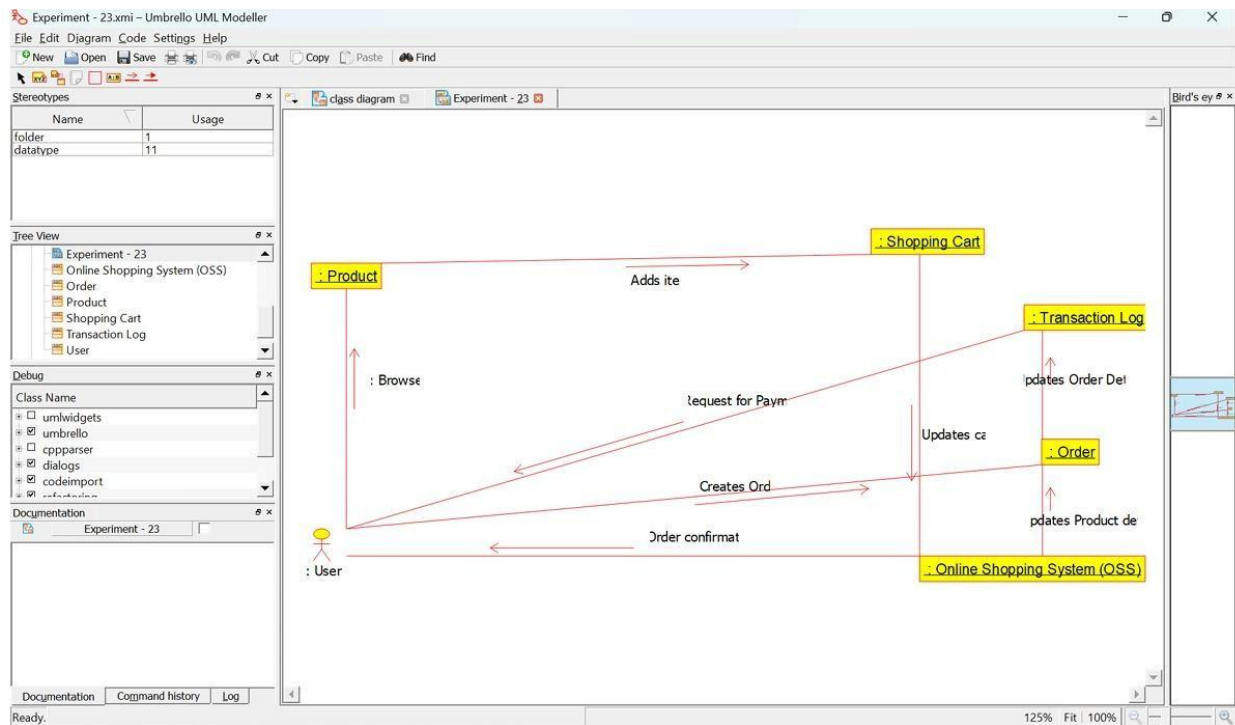 Experiment - 23.xmi – Umbrello UML Modeller
File Edit Diagram Code Settings Help
New Open Save Cut Copy Paste Find
Stereotypes
Name Usage
folder 1
datatype 11
Tree View
Experiment - 23
Online Shopping System (OSS)
Order
Product
Shopping Cart
Transaction Log
User
Debug
Class Name
umlwidgets
umbrello
cppparser
dialogs
codeimport
refactoring
Documentation
Experiment - 23
Documentation Command history Log
Ready.
class diagram Experiment - 23
: Shopping Cart
: Product
Adds ite
: Transaction Log
: Browse
pdates Order Det
Request for Paym
Updates ca
: Order
Creates Ord
pdates Product de
Order confirmat
: User
: Online Shopping System (OSS)
Bird's ey
125% Fit 100%